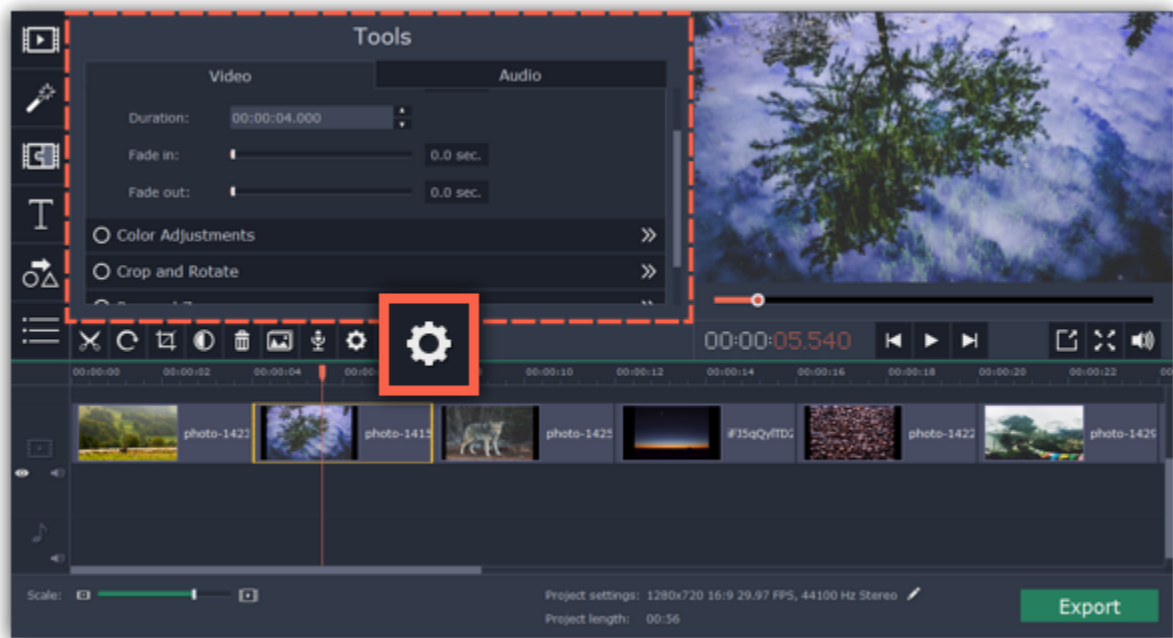 Tools
Video Audio
Duration: 00:00:04.000
Fade in: 0.0 sec.
Fade out: 0.0 sec.
Color Adjustments
Crop and Rotate
T
00:00:05.540
00:00:00 00:00:02 00:00:04 00:00:10 00:00:12 00:00:14 00:00:16 00:00:18 00:00:20 00:00:22
photo-1423 photo-1415 photo-1425 photo-1422 photo-1429
Scale:
Project settings: 1280x720 16:9 29.97 FPS, 44100 Hz Stereo
Project length: 00:56
Export